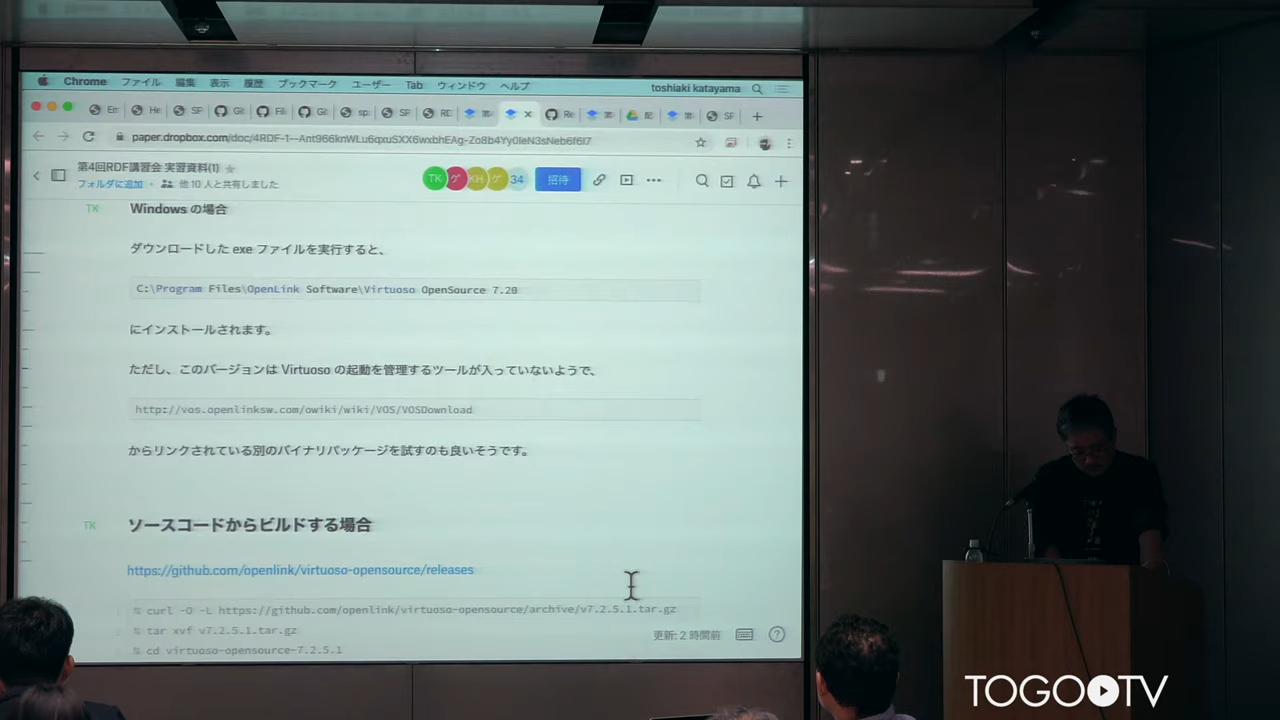 Chrome ファイル 編集 表示 履歴 ブックマーク ユーザー Tab ウィンドウ ヘルプ toshiaki katayama
paper.dropbox.com/doc/4RDF-1--Ant966knWLu6qxuSXX6wxbhEAg-Zo8b4Yy0IeN3sNeb6f6I7
第4回RDF講習会 実習資料(1)
フォルダに追加 · 他 10 人と共有しました
TK ゲ KH ゲ 34 招待
TK Windows の場合
ダウンロードした exe ファイルを実行すると、
C:\Program Files\OpenLink Software\Virtuoso OpenSource 7.20
にインストールされます。
ただし、このバージョンは Virtuoso の起動を管理するツールが入っていないようで、
http://vos.openlinksw.com/owiki/wiki/VOS/VOSDownload
からリンクされている別のバイナリパッケージを試すのも良いそうです。
TK ソースコードからビルドする場合
https://github.com/openlink/virtuoso-opensource/releases
% curl -O -L https://github.com/openlink/virtuoso-opensource/archive/v7.2.5.1.tar.gz
% tar xvf v7.2.5.1.tar.gz
% cd virtuoso-opensource-7.2.5.1
更新: 2 時間前
TOGOTV